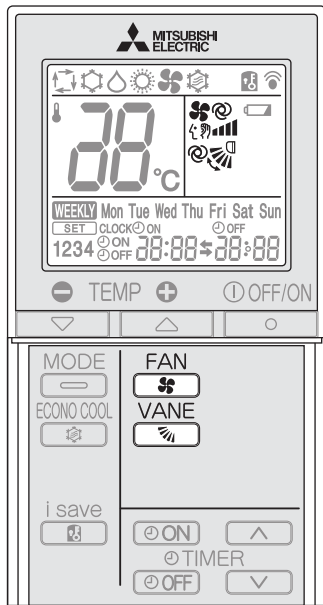 MITSUBISHI
ELECTRIC
88°C
WEEKLY Mon Tue Wed Thu Fri Sat Sun
SET CLOCK ON OFF
1234 ON OFF 88:88 88:88
TEMP OFF/ON
MODE FAN
ECONO COOL VANE
i save
ON
TIMER
OFF